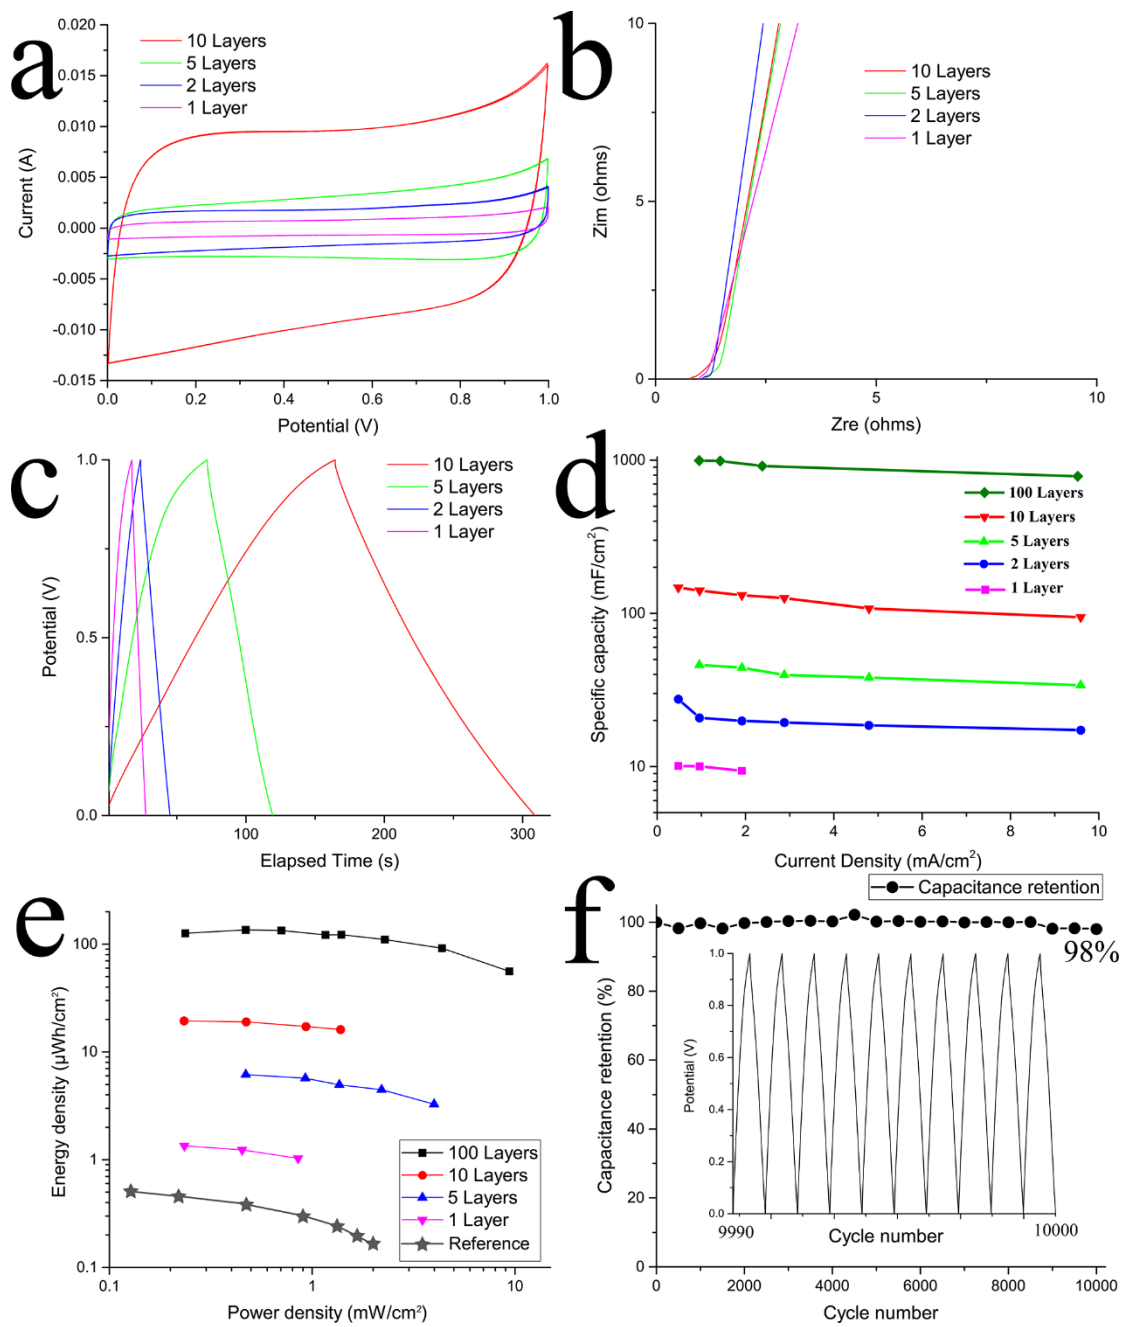 a
0.020
0.015
0.010
0.005
0.000
-0.005
-0.010
-0.015
Current (A)
10 Layers
5 Layers
2 Layers
1 Layer
0.0 0.2 0.4 0.6 0.8 1.0
Potential (V)
b
10
5
0
Zim (ohms)
10 Layers
5 Layers
2 Layers
1 Layer
0 5 10
Zre (ohms)
c
1.0
0.5
0.0
Potential (V)
10 Layers
5 Layers
2 Layers
1 Layer
100 200 300
Elapsed Time (s)
d
1000
100
10
Specific capacity (mF/cm²)
100 Layers
10 Layers
5 Layers
2 Layers
1 Layer
0 2 4 6 8 10
Current Density (mA/cm²)
e
100
10
1
0.1
Energy density (µWh/cm²)
100 Layers
10 Layers
5 Layers
1 Layer
Reference
0.1 1 10
Power density (mW/cm²)
f
Capacitance retention
100
80
60
40
20
0
Capacitance retention (%)
98%
1.0
0.8
0.6
0.4
0.2
0.0
Potential (V)
9990 10000
Cycle number
0 2000 4000 6000 8000 10000
Cycle number